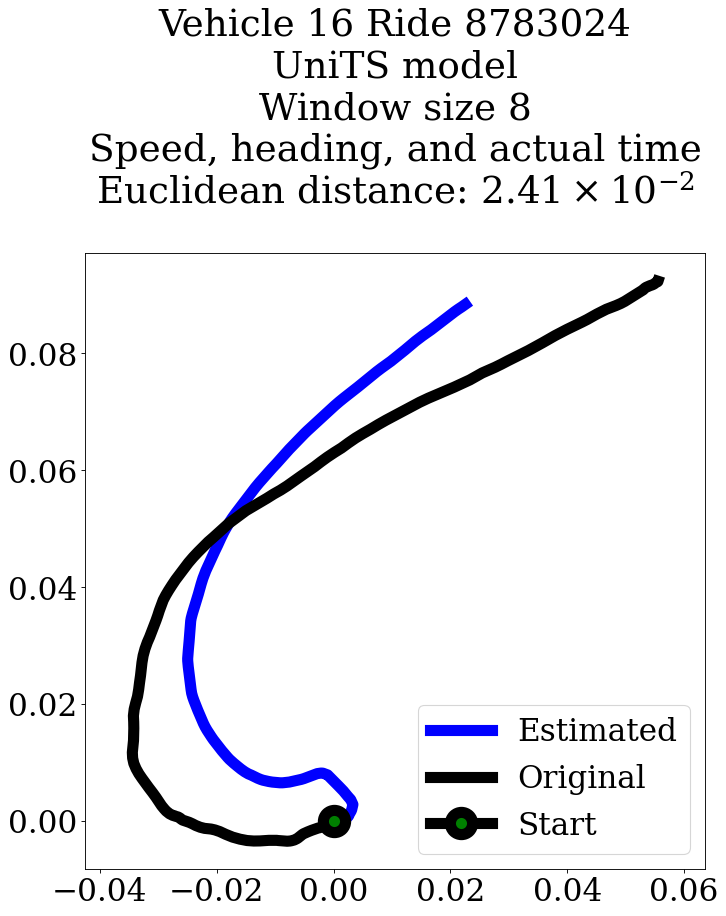 Vehicle 16 Ride 8783024
UniTS model
Window size 8
Speed, heading, and actual time
Euclidean distance: 2.41 × 10⁻²
0.08
0.06
0.04
0.02
0.00
Estimated
Original
Start
−0.04 −0.02 0.00 0.02 0.04 0.06